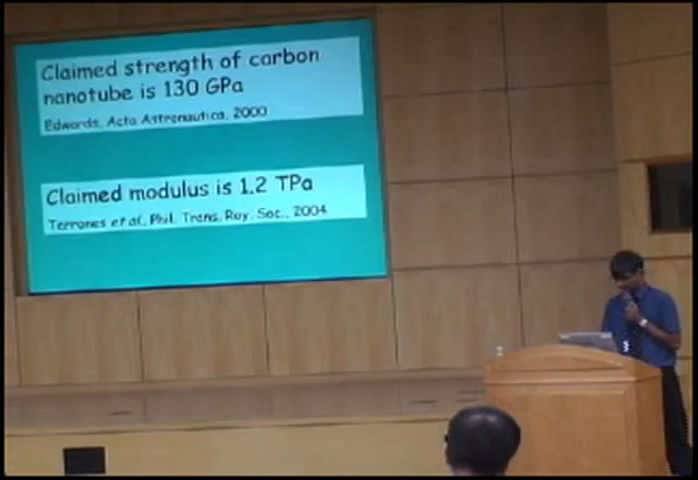 Claimed strength of carbon
nanotube is 130 GPa
Edwards, Acta Astronautica, 2000
Claimed modulus is 1.2 TPa
Terrones et al, Phil. Trans. Roy. Soc., 2004